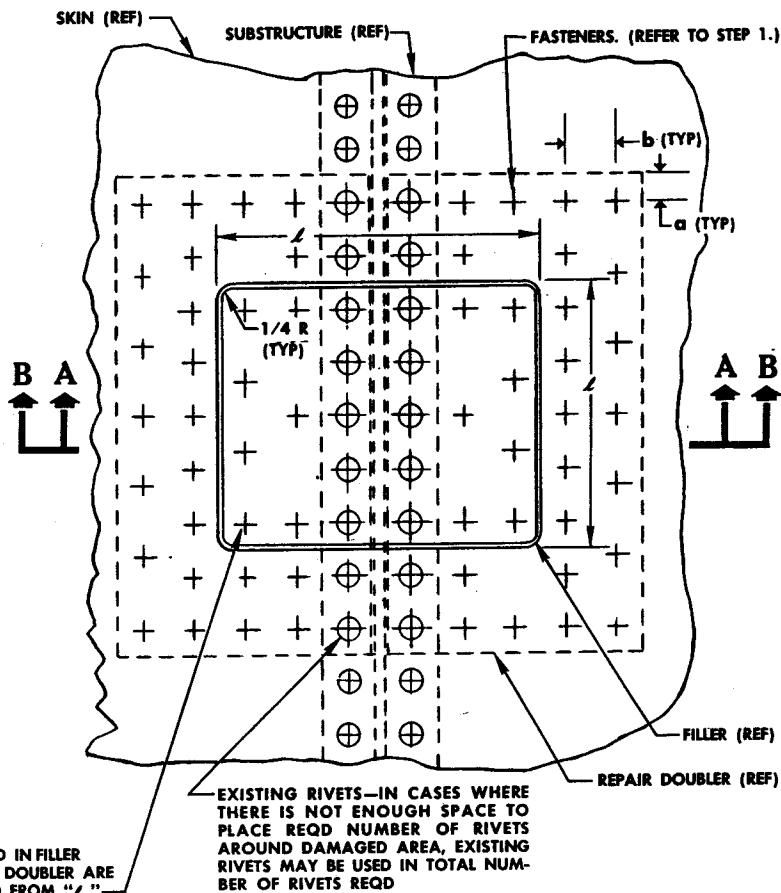 SKIN (REF)
SUBSTRUCTURE (REF)
FASTENERS. (REFER TO STEP 1.)
b (TYP)
a (TYP)
ℓ
1/4 R
(TYP)
ℓ
B A
A B
FILLER (REF)
REPAIR DOUBLER (REF)
EXISTING RIVETS—IN CASES WHERE
THERE IS NOT ENOUGH SPACE TO
PLACE REQD NUMBER OF RIVETS
AROUND DAMAGED AREA, EXISTING
RIVETS MAY BE USED IN TOTAL NUM-
BER OF RIVETS REQD
IN FILLER
DOUBLER ARE
FROM "ℓ"